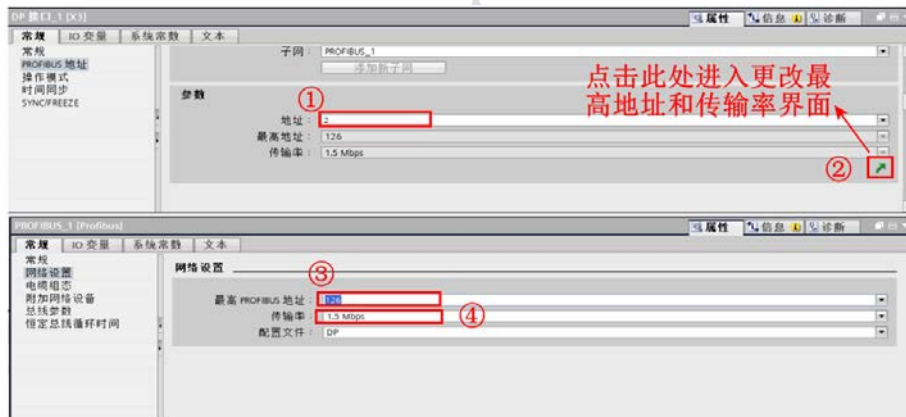 DP 接口_1 [X3]
属性 信息 诊断
常规 IO 变量 系统常数 文本
常规
PROFIBUS 地址
操作模式
时间同步
SYNC/FREEZE
子网： PROFIBUS_1
添加新子网
参数
①
地址： 2
最高地址： 126
传输率： 1.5 Mbps
点击此处进入更改最
高地址和传输率界面
②
PROFIBUS_1 [Profibus]
属性 信息 诊断
常规 IO 变量 系统常数 文本
常规
网络设置
电缆组态
附加网络设备
总线参数
恒定总线循环时间
网络设置
③
最高 PROFIBUS 地址： 126
传输率： 1.5 Mbps
④
配置文件： DP